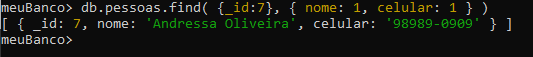 meuBanco> db.pessoas.find( {_id:7}, { nome: 1, celular: 1 } )
[ { _id: 7, nome: 'Andressa Oliveira', celular: '98989-0909' } ]
meuBanco>